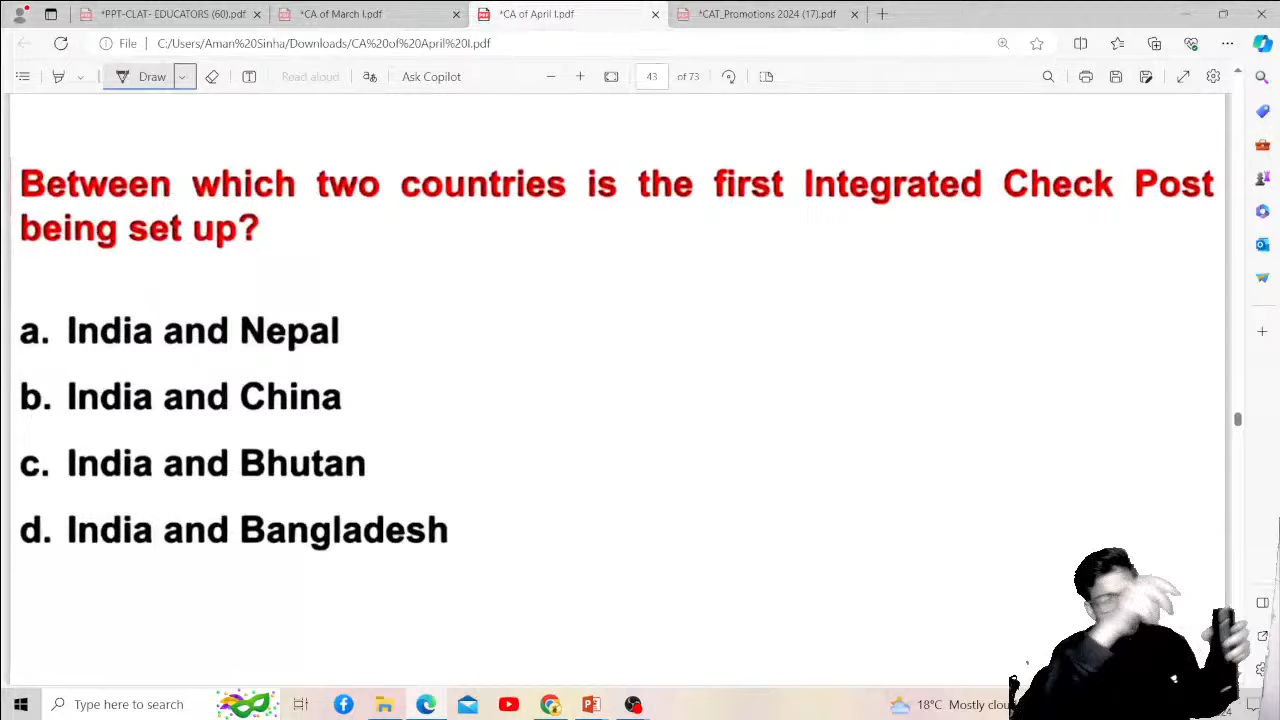 *PPT-CLAT- EDUCATORS (60).pdf
*CA of March I.pdf
*CA of April I.pdf
*CAT_Promotions 2024 (17).pdf
File C:/Users/Aman%20Sinha/Downloads/CA%20of%20April%20I.pdf
Draw Read aloud Ask Copilot 43 of 73
Between which two countries is the first Integrated Check Post
being set up?
a. India and Nepal
b. India and China
c. India and Bhutan
d. India and Bangladesh
Type here to search
18°C Mostly